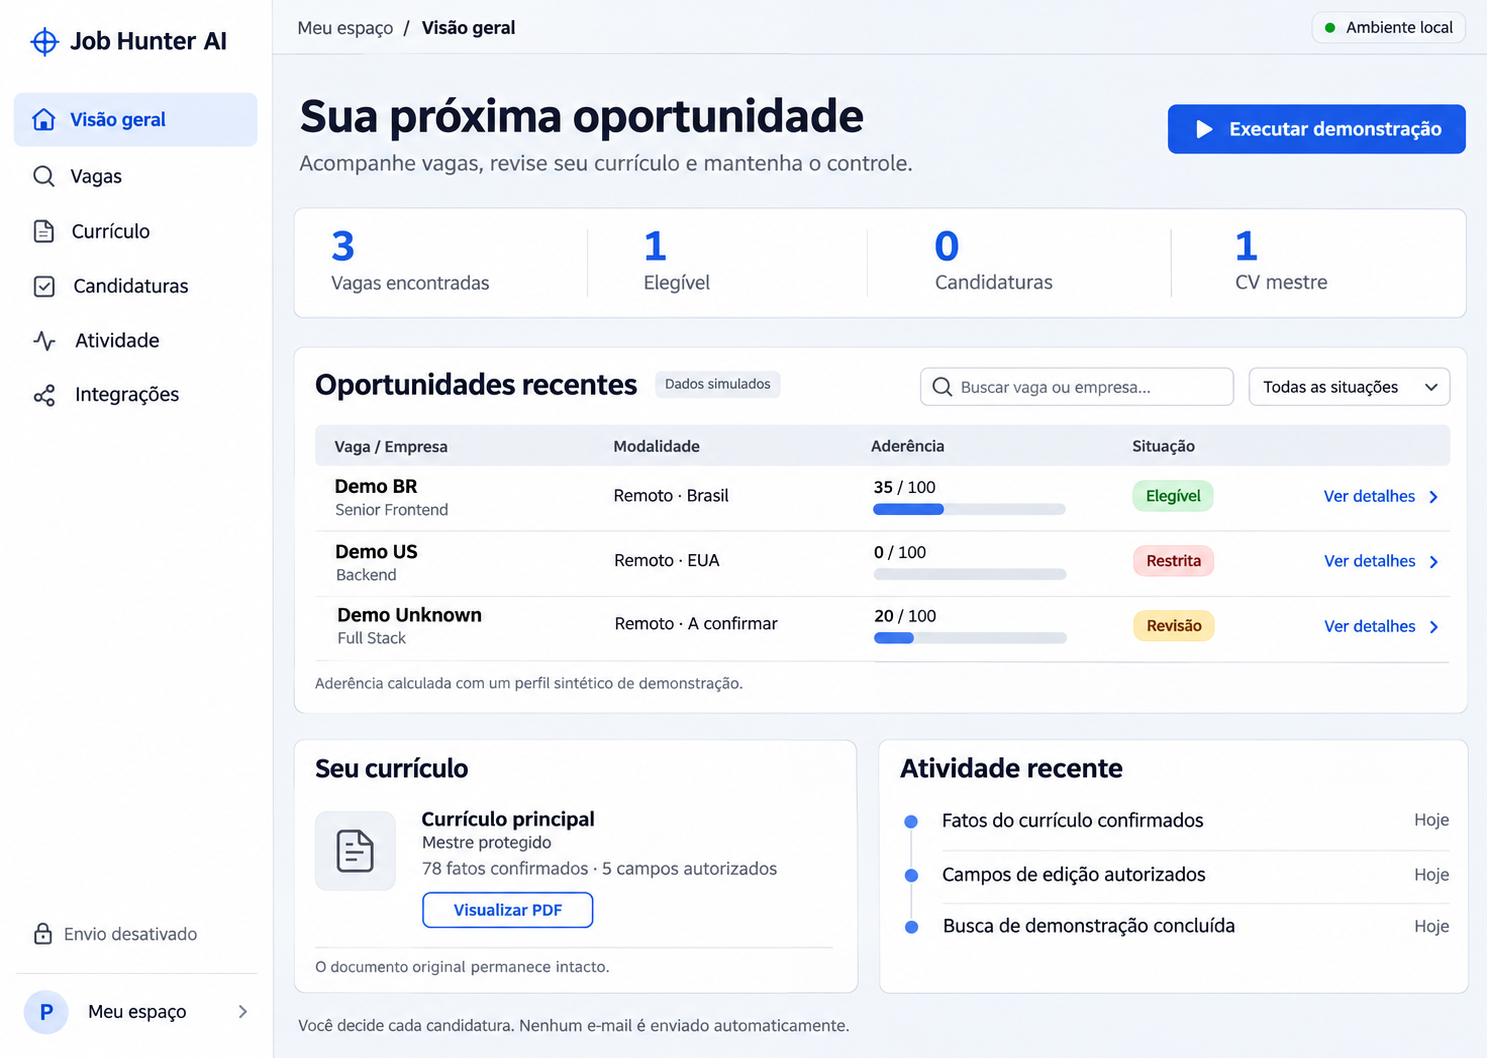 Job Hunter AI
Visão geral
Vagas
Currículo
Candidaturas
Atividade
Integrações
Envio desativado
P
Meu espaço
Meu espaço / Visão geral
Ambiente local
Sua próxima oportunidade
Acompanhe vagas, revise seu currículo e mantenha o controle.
Executar demonstração
3
Vagas encontradas
1
Elegível
0
Candidaturas
1
CV mestre
Oportunidades recentes
Dados simulados
Buscar vaga ou empresa...
Todas as situações
Vaga / Empresa Modalidade Aderência Situação
Demo BR
Senior Frontend
Remoto · Brasil
35 / 100
Elegível
Ver detalhes
Demo US
Backend
Remoto · EUA
0 / 100
Restrita
Ver detalhes
Demo Unknown
Full Stack
Remoto · A confirmar
20 / 100
Revisão
Ver detalhes
Aderência calculada com um perfil sintético de demonstração.
Seu currículo
Currículo principal
Mestre protegido
78 fatos confirmados · 5 campos autorizados
Visualizar PDF
O documento original permanece intacto.
Atividade recente
Fatos do currículo confirmados Hoje
Campos de edição autorizados Hoje
Busca de demonstração concluída Hoje
Você decide cada candidatura. Nenhum e-mail é enviado automaticamente.